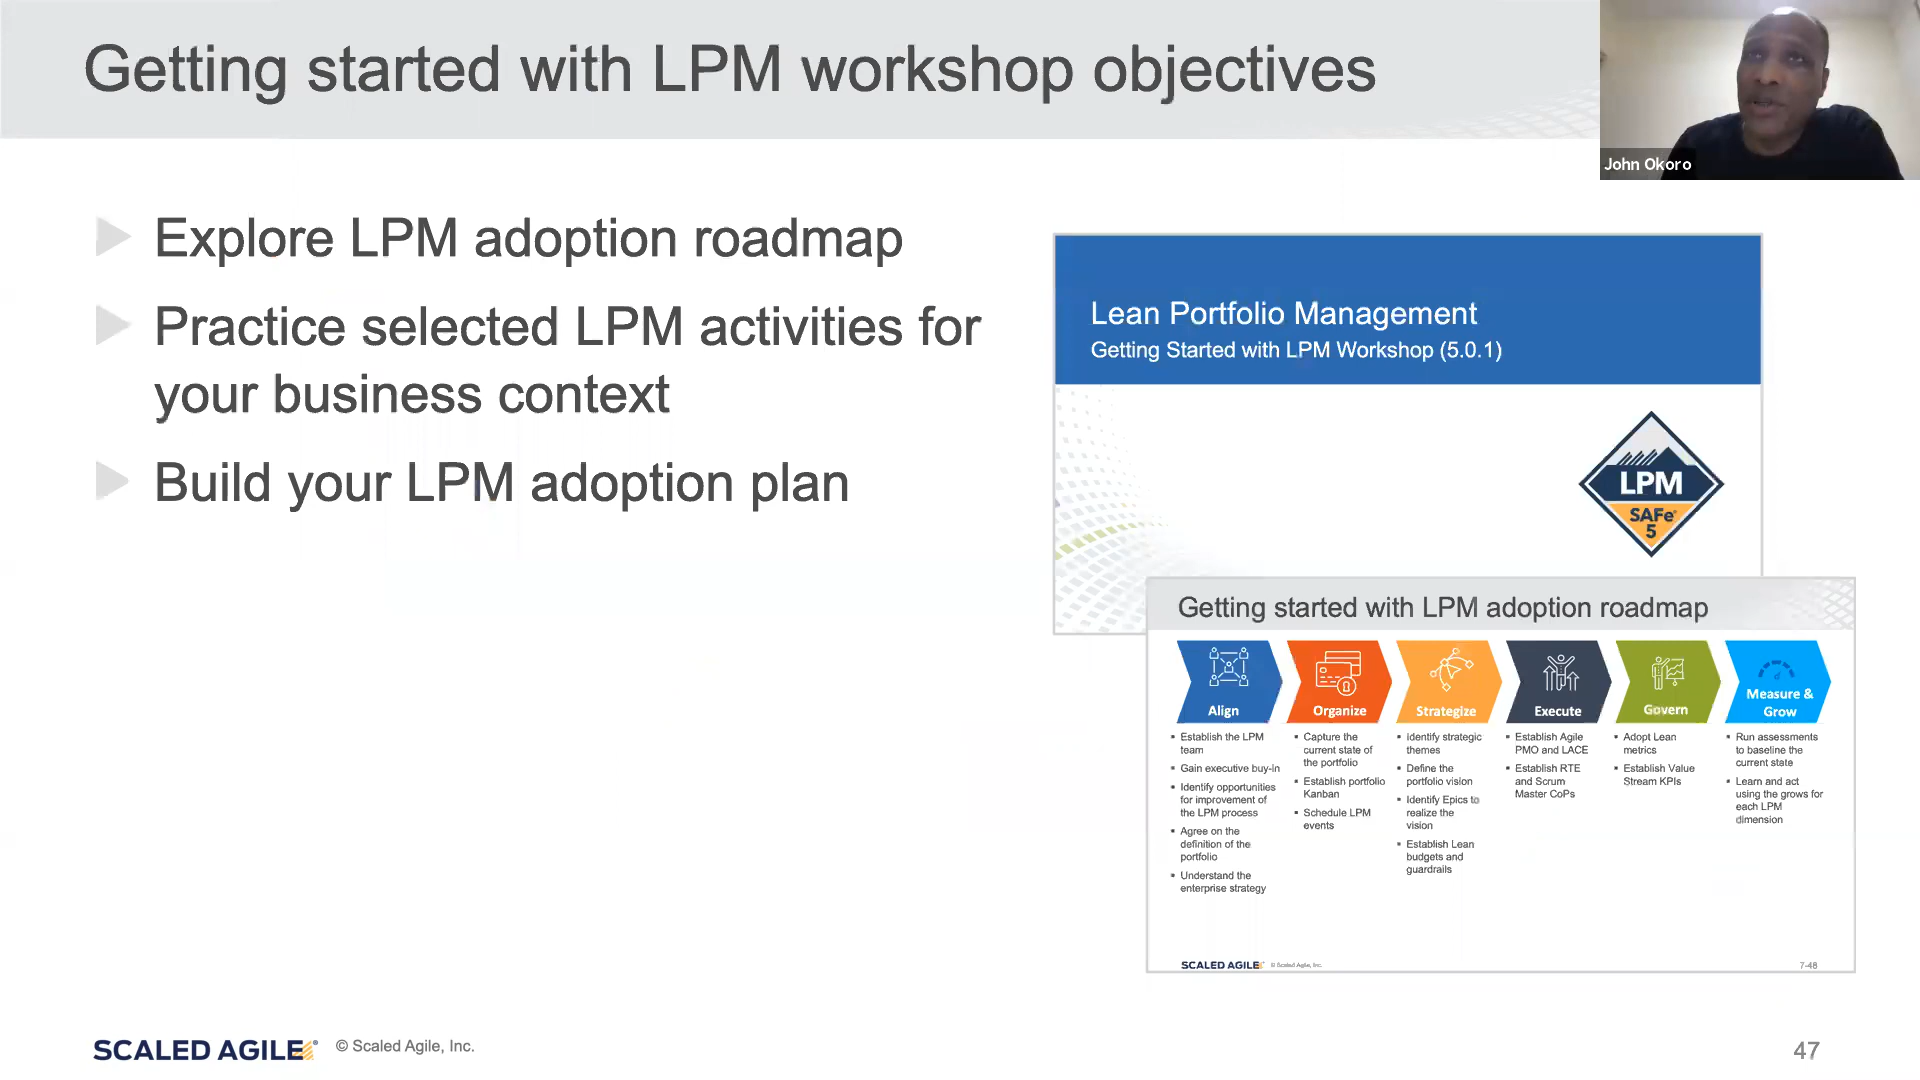 Getting started with LPM workshop objectives
John Okoro
Explore LPM adoption roadmap
Practice selected LPM activities for
your business context
Build your LPM adoption plan
Lean Portfolio Management
Getting Started with LPM Workshop (5.0.1)
LPM
SAFe®
5
Getting started with LPM adoption roadmap
Align
Establish the LPM
team
Gain executive buy-in
Identify opportunities
for improvement of
the LPM process
Agree on the
definition of the
portfolio
Understand the
enterprise strategy
Organize
Capture the
current state of
the portfolio
Establish portfolio
Kanban
Schedule LPM
events
Strategize
Identify strategic
themes
Define the
portfolio vision
Identify Epics to
realize the
vision
Establish Lean
budgets and
guardrails
Execute
Establish Agile
PMO and LACE
Establish RTE
and Scrum
Master CoPs
Govern
Adopt Lean
metrics
Establish Value
Stream KPIs
Measure &
Grow
Run assessments
to baseline the
current state
Learn and act
using the grows for
each LPM
dimension
SCALED AGILE® © Scaled Agile, Inc.
7-48
SCALED AGILE® © Scaled Agile, Inc.
47